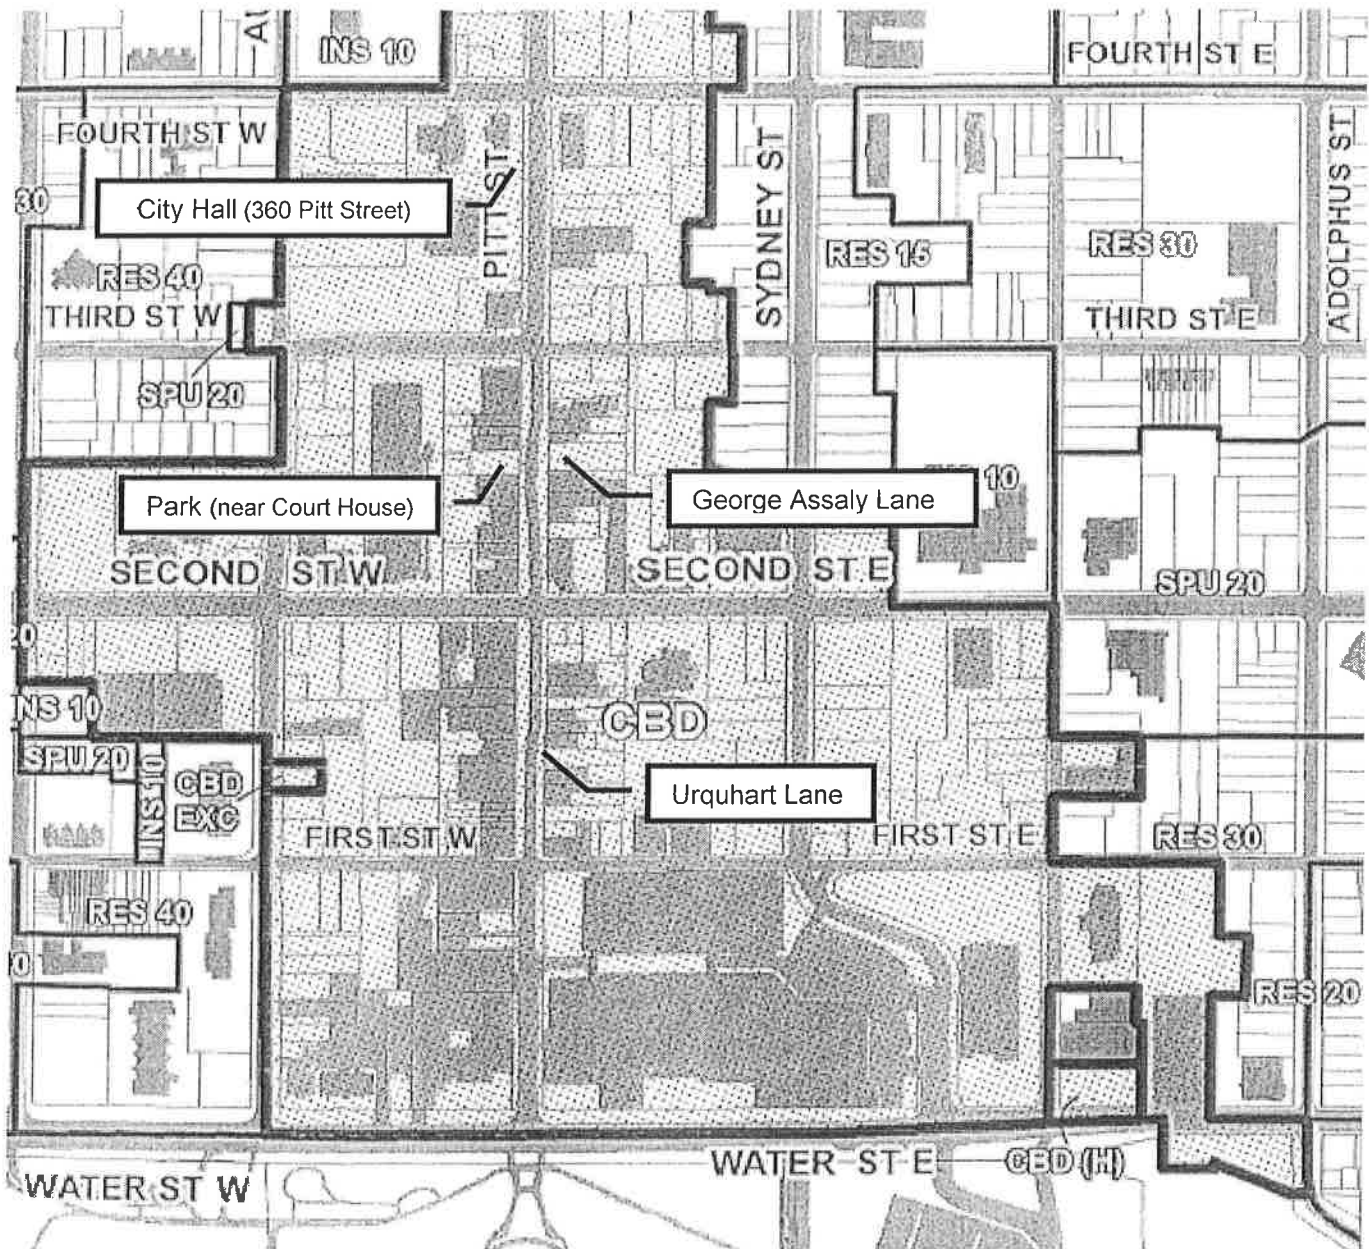 INS 10
FOURTH ST E
FOURTH ST W
PITT ST
SYDNEY ST
ADOLPHUS ST
30
City Hall (360 Pitt Street)
RES 40
RES 15
RES 30
THIRD ST W
THIRD ST E
SPU 20
Park (near Court House)
George Assaly Lane
10
SECOND ST W
SECOND ST E
SPU 20
20
INS 10
CBD
SPU 20
INS 10
CBD
EXC
Urquhart Lane
FIRST ST W
FIRST ST E
RES 30
RES 40
RES 20
WATER ST E
CBD (H)
WATER ST W